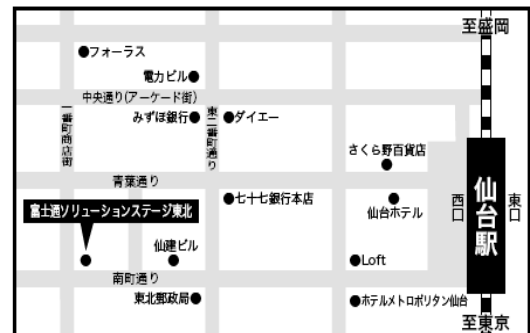 至盛岡
フォーラス
電力ビル
中央通り(アーケード街)
みずほ銀行
ダイエー
一番町商店街
東二番町通り
さくら野百貨店
青葉通り
七十七銀行本店
仙台ホテル
西口
仙台駅
東口
富士通ソリューションステージ東北
仙建ビル
Loft
南町通り
東北郵政局
ホテルメトロポリタン仙台
至東京